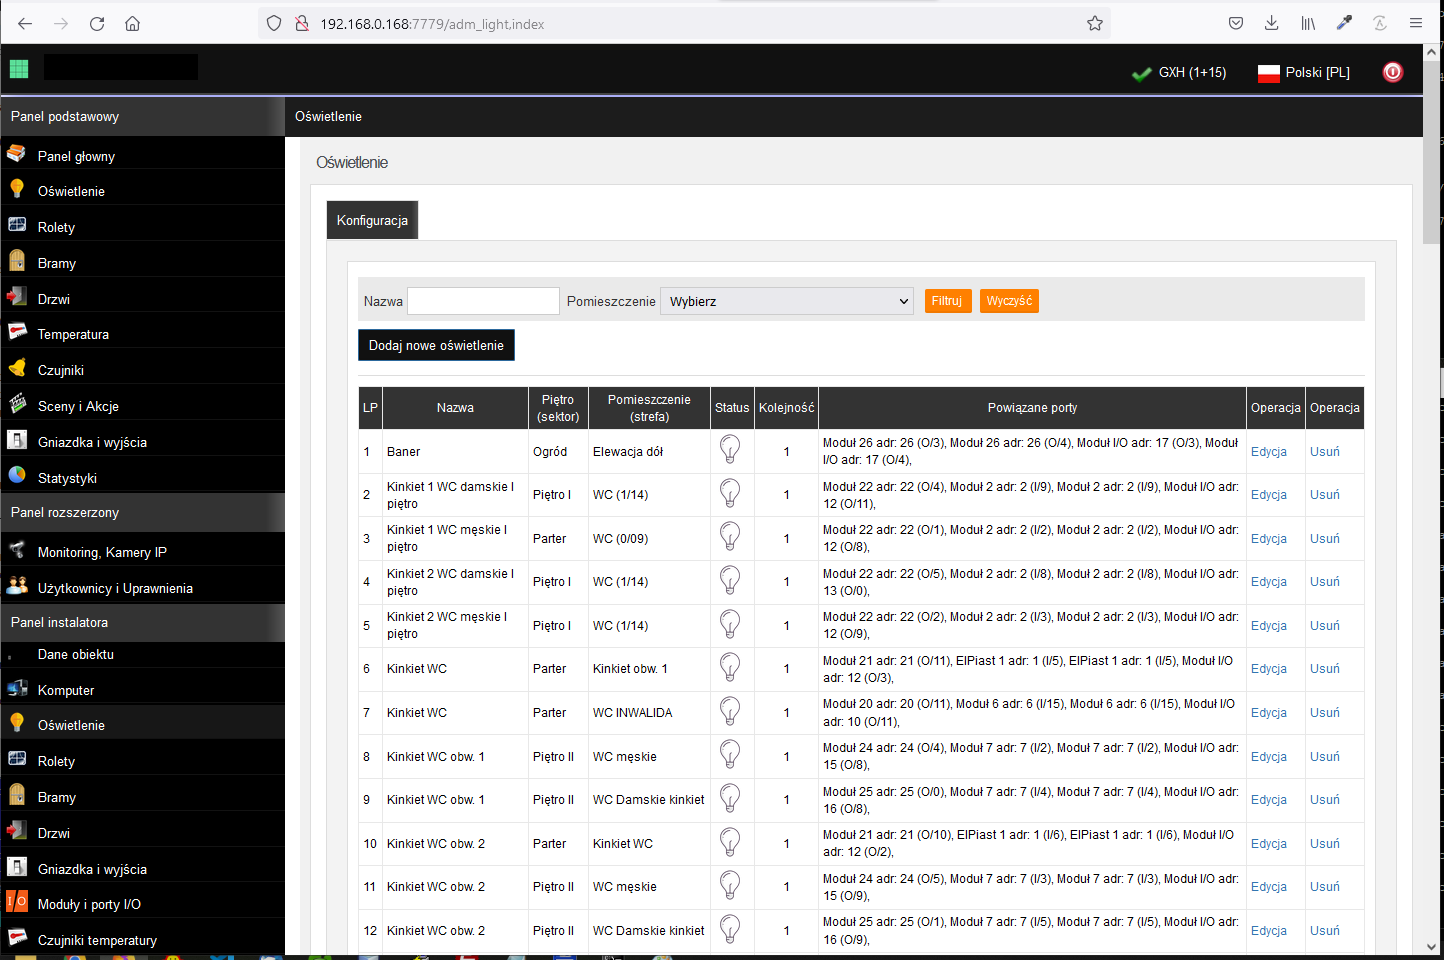 192.168.0.168:7779/adm_light,index
GXH (1+15)
Polski [PL]
Panel podstawowy
Panel głowny
Oświetlenie
Rolety
Bramy
Drzwi
Temperatura
Czujniki
Sceny i Akcje
Gniazdka i wyjścia
Statystyki
Panel rozszerzony
Monitoring, Kamery IP
Użytkownicy i Uprawnienia
Panel instalatora
Dane obiektu
Komputer
Oświetlenie
Rolety
Bramy
Drzwi
Gniazdka i wyjścia
I/O Moduły i porty I/O
Czujniki temperatury
Oświetlenie
Oświetlenie
Konfiguracja
Nazwa Pomieszczenie Wybierz Filtruj Wyczyść
Dodaj nowe oświetlenie
LP Nazwa Piętro (sektor) Pomieszczenie (strefa) Status Kolejność Powiązane porty Operacja Operacja
1 Baner Ogród Elewacja dół 1 Moduł 26 adr: 26 (O/3), Moduł 26 adr: 26 (O/4), Moduł I/O adr: 17 (O/3), Moduł I/O adr: 17 (O/4), Edycja Usuń
2 Kinkiet 1 WC damskie I piętro Piętro I WC (1/14) 1 Moduł 22 adr: 22 (O/4), Moduł 2 adr: 2 (I/9), Moduł 2 adr: 2 (I/9), Moduł I/O adr: 12 (O/11), Edycja Usuń
3 Kinkiet 1 WC męskie I piętro Parter WC (0/09) 1 Moduł 22 adr: 22 (O/1), Moduł 2 adr: 2 (I/2), Moduł 2 adr: 2 (I/2), Moduł I/O adr: 12 (O/8), Edycja Usuń
4 Kinkiet 2 WC damskie I piętro Piętro I WC (1/14) 1 Moduł 22 adr: 22 (O/5), Moduł 2 adr: 2 (I/8), Moduł 2 adr: 2 (I/8), Moduł I/O adr: 13 (O/0), Edycja Usuń
5 Kinkiet 2 WC męskie I piętro Piętro I WC (1/14) 1 Moduł 22 adr: 22 (O/2), Moduł 2 adr: 2 (I/3), Moduł 2 adr: 2 (I/3), Moduł I/O adr: 12 (O/9), Edycja Usuń
6 Kinkiet WC Parter Kinkiet obw. 1 1 Moduł 21 adr: 21 (O/11), ElPiast 1 adr: 1 (I/5), ElPiast 1 adr: 1 (I/5), Moduł I/O adr: 12 (O/3), Edycja Usuń
7 Kinkiet WC Parter WC INWALIDA 1 Moduł 20 adr: 20 (O/11), Moduł 6 adr: 6 (I/15), Moduł 6 adr: 6 (I/15), Moduł I/O adr: 10 (O/11), Edycja Usuń
8 Kinkiet WC obw. 1 Piętro II WC męskie 1 Moduł 24 adr: 24 (O/4), Moduł 7 adr: 7 (I/2), Moduł 7 adr: 7 (I/2), Moduł I/O adr: 15 (O/8), Edycja Usuń
9 Kinkiet WC obw. 1 Piętro II WC Damskie kinkiet 1 Moduł 25 adr: 25 (O/0), Moduł 7 adr: 7 (I/4), Moduł 7 adr: 7 (I/4), Moduł I/O adr: 16 (O/8), Edycja Usuń
10 Kinkiet WC obw. 2 Parter Kinkiet WC 1 Moduł 21 adr: 21 (O/10), ElPiast 1 adr: 1 (I/6), ElPiast 1 adr: 1 (I/6), Moduł I/O adr: 12 (O/2), Edycja Usuń
11 Kinkiet WC obw. 2 Piętro II WC męskie 1 Moduł 24 adr: 24 (O/5), Moduł 7 adr: 7 (I/3), Moduł 7 adr: 7 (I/3), Moduł I/O adr: 15 (O/9), Edycja Usuń
12 Kinkiet WC obw. 2 Piętro II WC Damskie kinkiet 1 Moduł 25 adr: 25 (O/1), Moduł 7 adr: 7 (I/5), Moduł 7 adr: 7 (I/5), Moduł I/O adr: 16 (O/9), Edycja Usuń